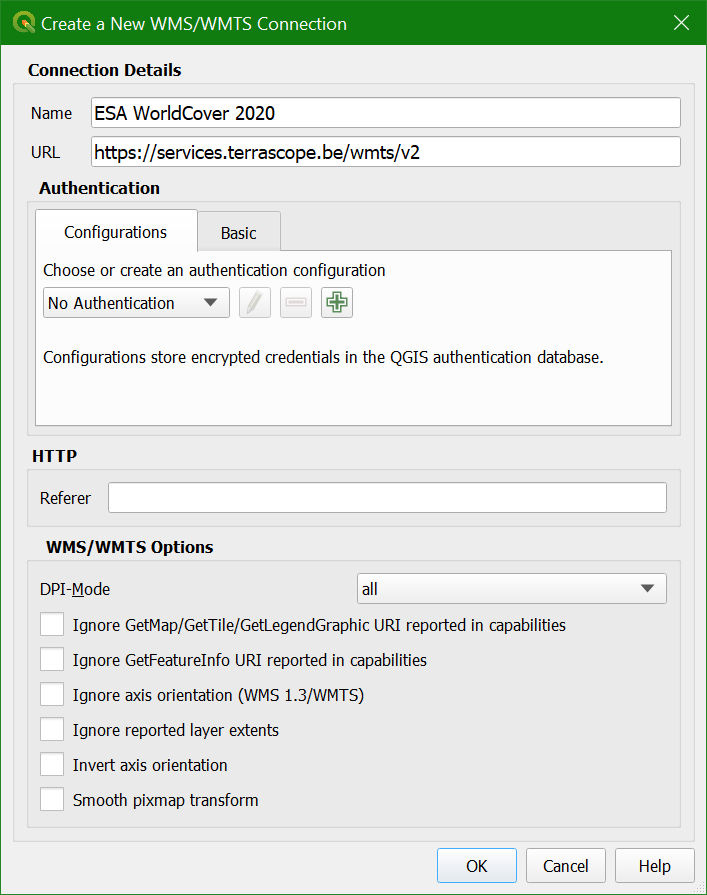 Create a New WMS/WMTS Connection
Connection Details
Name ESA WorldCover 2020
URL https://services.terrascope.be/wmts/v2
Authentication
Configurations Basic
Choose or create an authentication configuration
No Authentication
Configurations store encrypted credentials in the QGIS authentication database.
HTTP
Referer
WMS/WMTS Options
DPI-Mode all
Ignore GetMap/GetTile/GetLegendGraphic URI reported in capabilities
Ignore GetFeatureInfo URI reported in capabilities
Ignore axis orientation (WMS 1.3/WMTS)
Ignore reported layer extents
Invert axis orientation
Smooth pixmap transform
OK Cancel Help